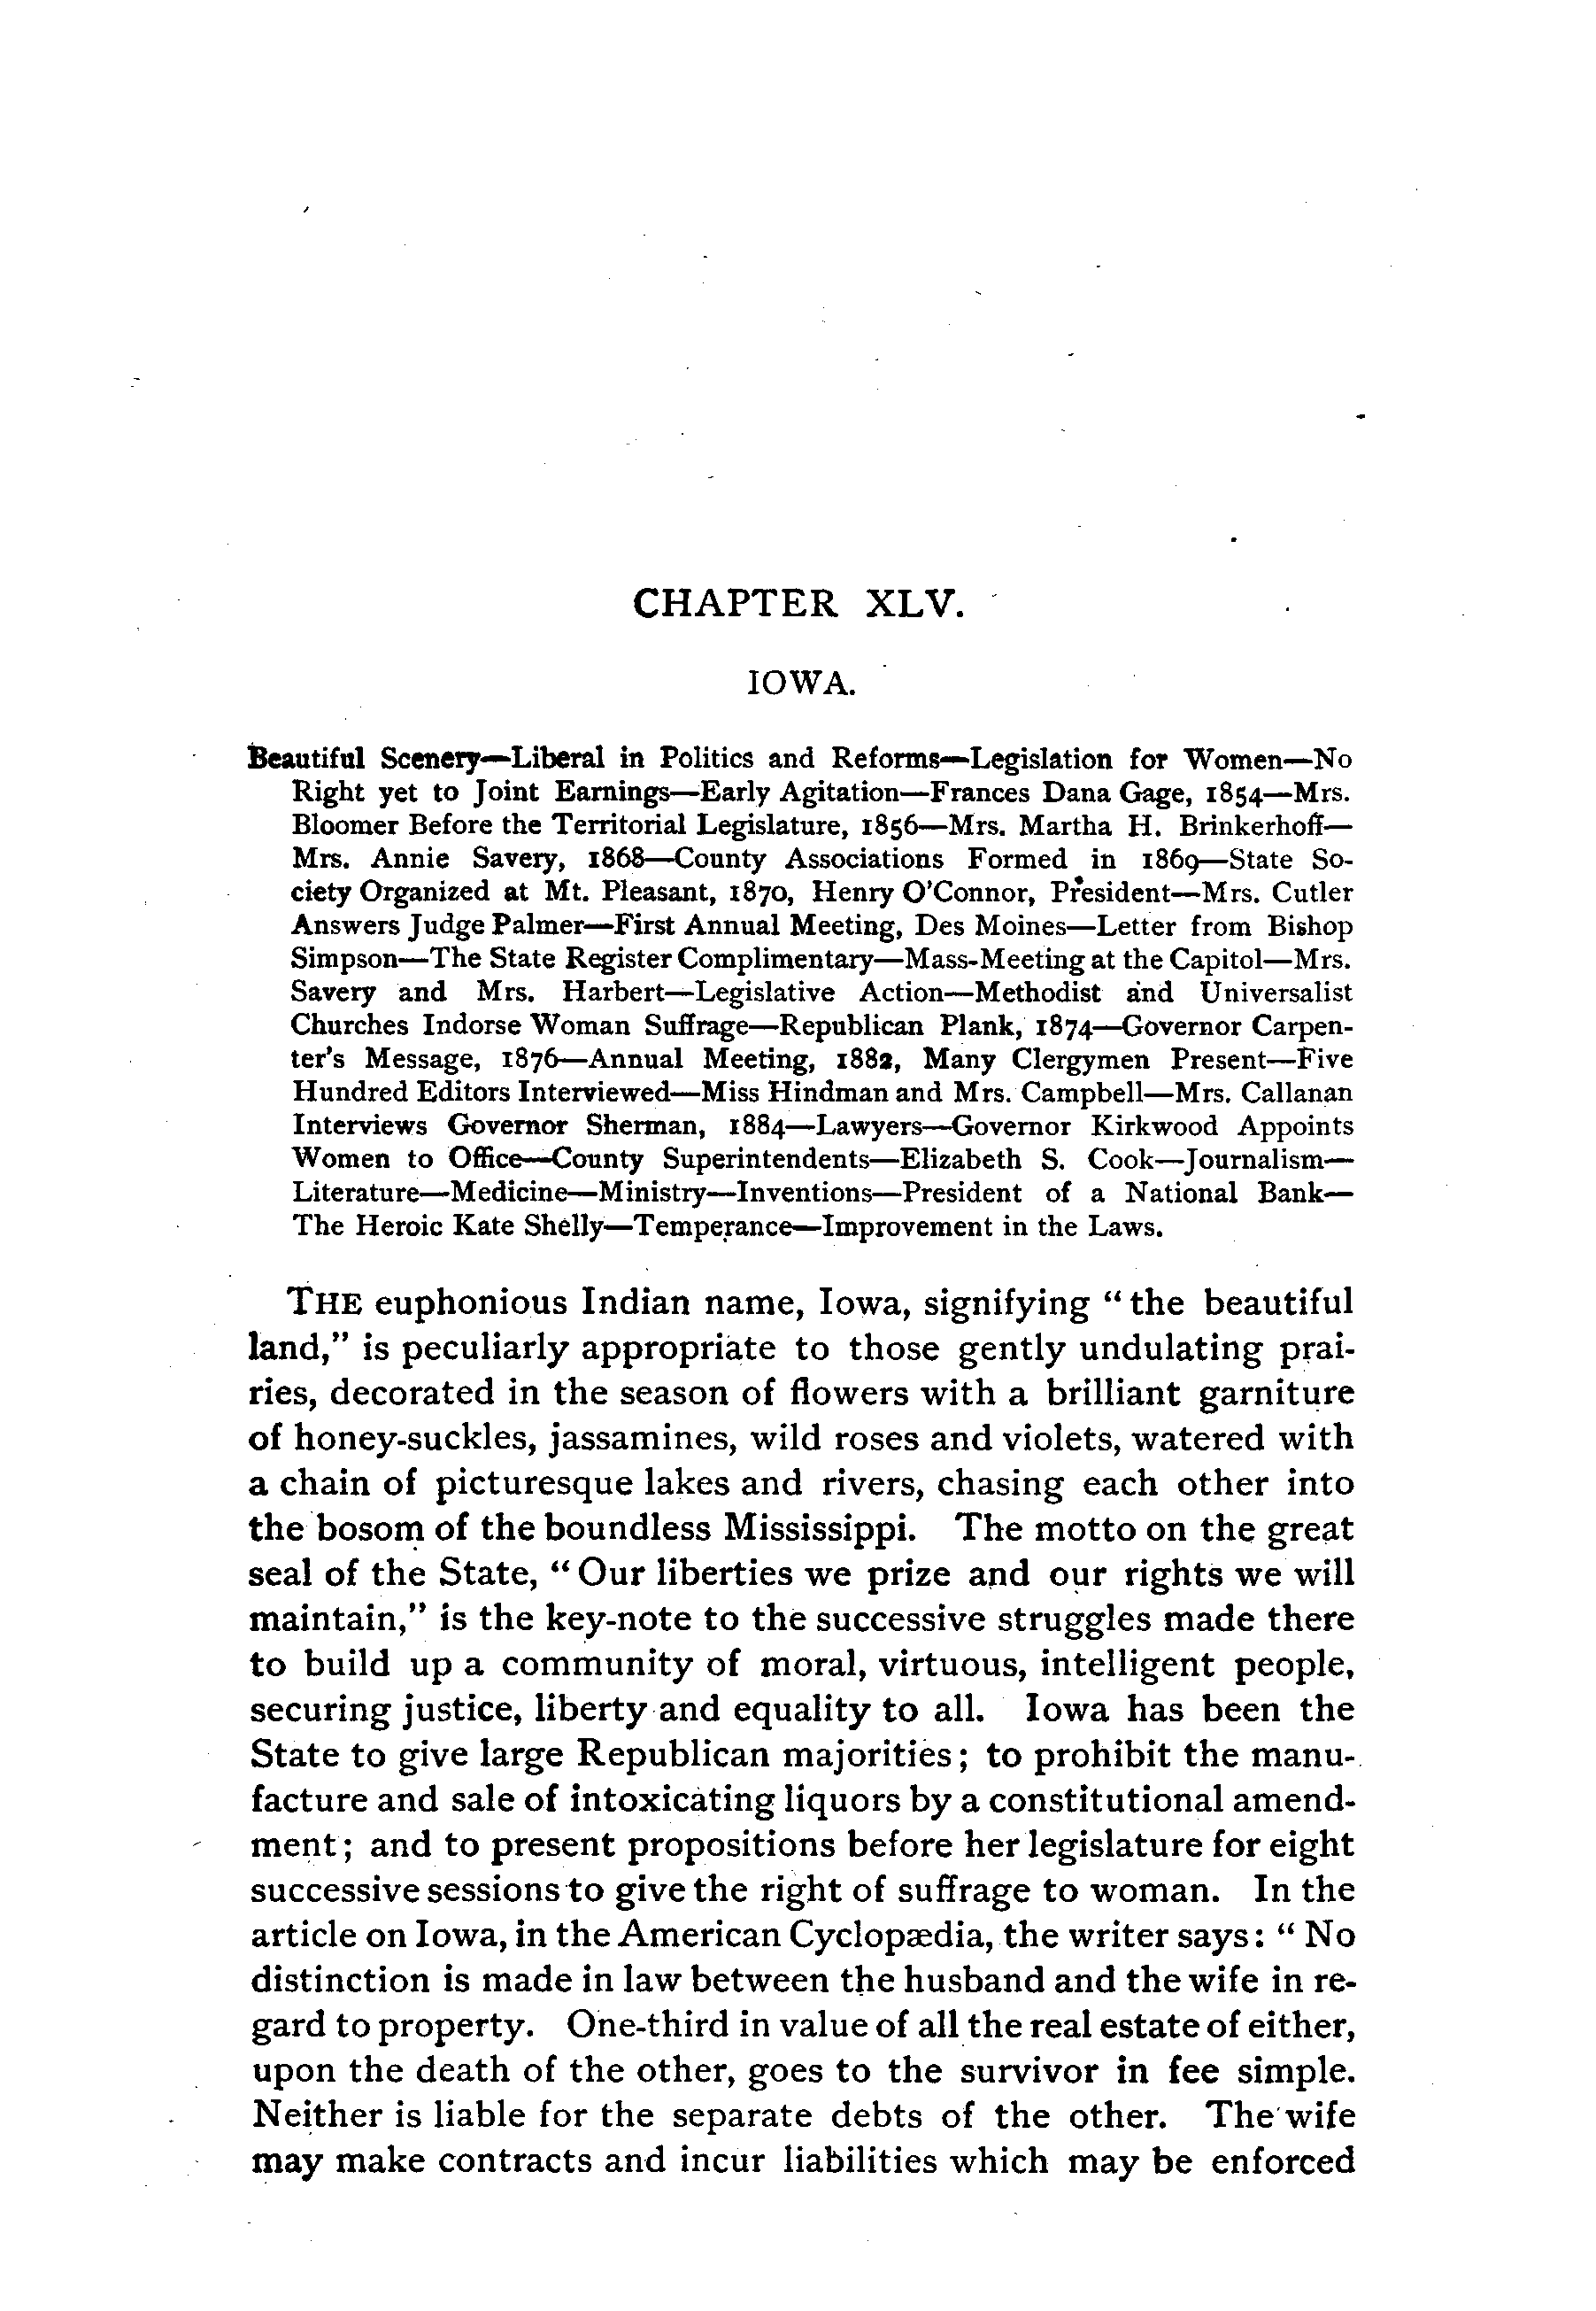 CHAPTER XLV.
IOWA.
Beautiful Scenery—Liberal in Politics and Reforms—Legislation for Women—No
Right yet to Joint Earnings—Early Agitation—Frances Dana Gage, 1854—Mrs.
Bloomer Before the Territorial Legislature, 1856—Mrs. Martha H. Brinkerhoff—
Mrs. Annie Savery, 1868—County Associations Formed in 1869—State So-
ciety Organized at Mt. Pleasant, 1870, Henry O'Connor, President—Mrs. Cutler
Answers Judge Palmer—First Annual Meeting, Des Moines—Letter from Bishop
Simpson—The State Register Complimentary—Mass-Meeting at the Capitol—Mrs.
Savery and Mrs. Harbert—Legislative Action—Methodist and Universalist
Churches Indorse Woman Suffrage—Republican Plank, 1874—Governor Carpen-
ter's Message, 1876—Annual Meeting, 1882, Many Clergymen Present—Five
Hundred Editors Interviewed—Miss Hindman and Mrs. Campbell—Mrs. Callanan
Interviews Governor Sherman, 1884—Lawyers—Governor Kirkwood Appoints
Women to Office—County Superintendents—Elizabeth S. Cook—Journalism—
Literature—Medicine—Ministry—Inventions—President of a National Bank—
The Heroic Kate Shelly—Temperance—Improvement in the Laws.
THE euphonious Indian name, Iowa, signifying "the beautiful
land," is peculiarly appropriate to those gently undulating prai-
ries, decorated in the season of flowers with a brilliant garniture
of honey-suckles, jassamines, wild roses and violets, watered with
a chain of picturesque lakes and rivers, chasing each other into
the bosom of the boundless Mississippi. The motto on the great
seal of the State, "Our liberties we prize and our rights we will
maintain," is the key-note to the successive struggles made there
to build up a community of moral, virtuous, intelligent people,
securing justice, liberty and equality to all. Iowa has been the
State to give large Republican majorities; to prohibit the manu-
facture and sale of intoxicating liquors by a constitutional amend-
ment; and to present propositions before her legislature for eight
successive sessions to give the right of suffrage to woman. In the
article on Iowa, in the American Cyclopædia, the writer says: "No
distinction is made in law between the husband and the wife in re-
gard to property. One-third in value of all the real estate of either,
upon the death of the other, goes to the survivor in fee simple.
Neither is liable for the separate debts of the other. The wife
may make contracts and incur liabilities which may be enforced